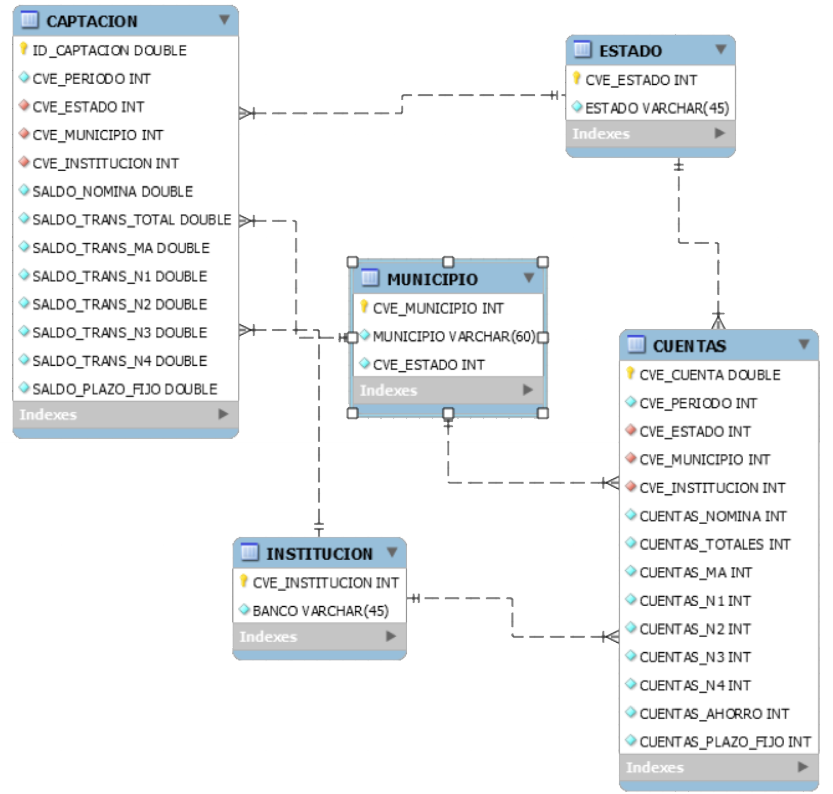 CAPTACION
ID_CAPTACION DOUBLE
CVE_PERIODO INT
CVE_ESTADO INT
CVE_MUNICIPIO INT
CVE_INSTITUCION INT
SALDO_NOMINA DOUBLE
SALDO_TRANS_TOTAL DOUBLE
SALDO_TRANS_MA DOUBLE
SALDO_TRANS_N1 DOUBLE
SALDO_TRANS_N2 DOUBLE
SALDO_TRANS_N3 DOUBLE
SALDO_TRANS_N4 DOUBLE
SALDO_PLAZO_FIJO DOUBLE
Indexes
ESTADO
CVE_ESTADO INT
ESTADO VARCHAR(45)
Indexes
MUNICIPIO
CVE_MUNICIPIO INT
MUNICIPIO VARCHAR(60)
CVE_ESTADO INT
Indexes
INSTITUCION
CVE_INSTITUCION INT
BANCO VARCHAR(45)
Indexes
CUENTAS
CVE_CUENTA DOUBLE
CVE_PERIODO INT
CVE_ESTADO INT
CVE_MUNICIPIO INT
CVE_INSTITUCION INT
CUENTAS_NOMINA INT
CUENTAS_TOTALES INT
CUENTAS_MA INT
CUENTAS_N1 INT
CUENTAS_N2 INT
CUENTAS_N3 INT
CUENTAS_N4 INT
CUENTAS_AHORRO INT
CUENTAS_PLAZO_FIJO INT
Indexes